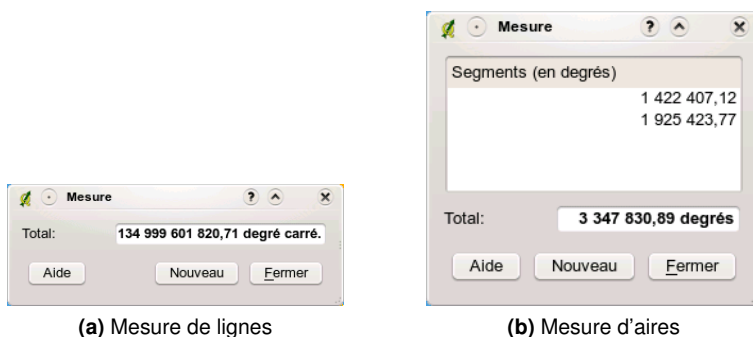 Mesure
Total: 134 999 601 820,71 degré carré.
Aide Nouveau Fermer
(a) Mesure de lignes
Mesure
Segments (en degrés)
1 422 407,12
1 925 423,77
Total: 3 347 830,89 degrés
Aide Nouveau Fermer
(b) Mesure d'aires